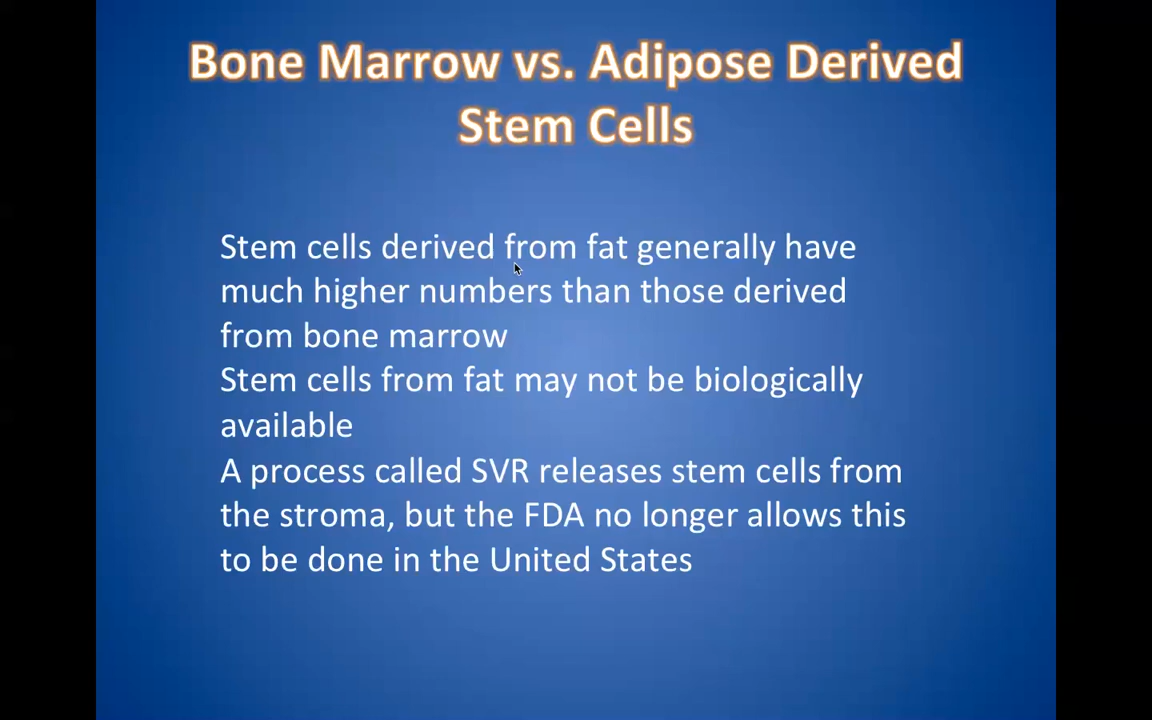 Bone Marrow vs. Adipose Derived
Stem Cells
Stem cells derived from fat generally have
much higher numbers than those derived
from bone marrow
Stem cells from fat may not be biologically
available
A process called SVR releases stem cells from
the stroma, but the FDA no longer allows this
to be done in the United States